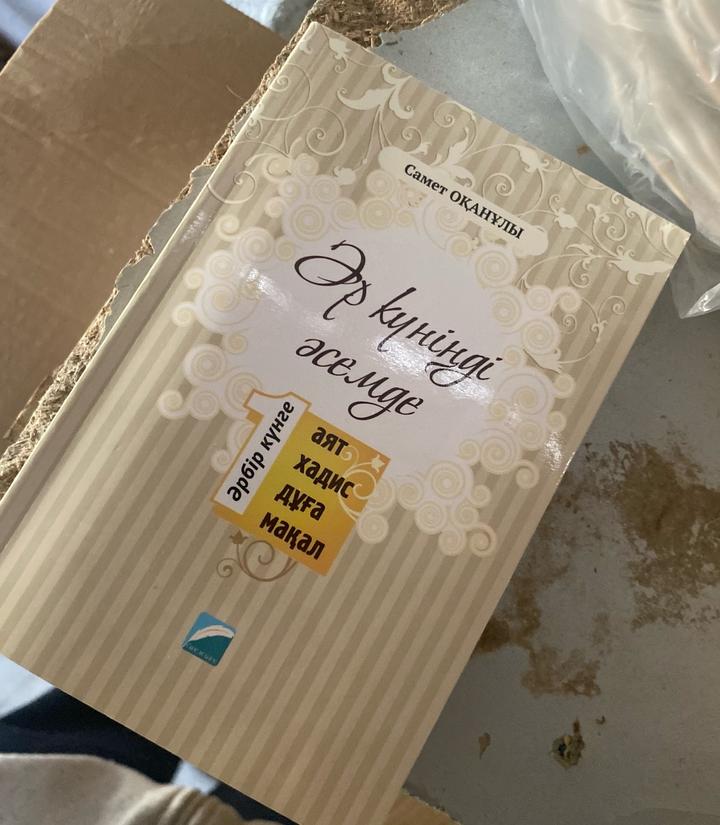 Самет ОҚАНҰЛЫ
Әр күніңді
әсемде
1
әрбір күнге
аят
хадис
дұға
мақал